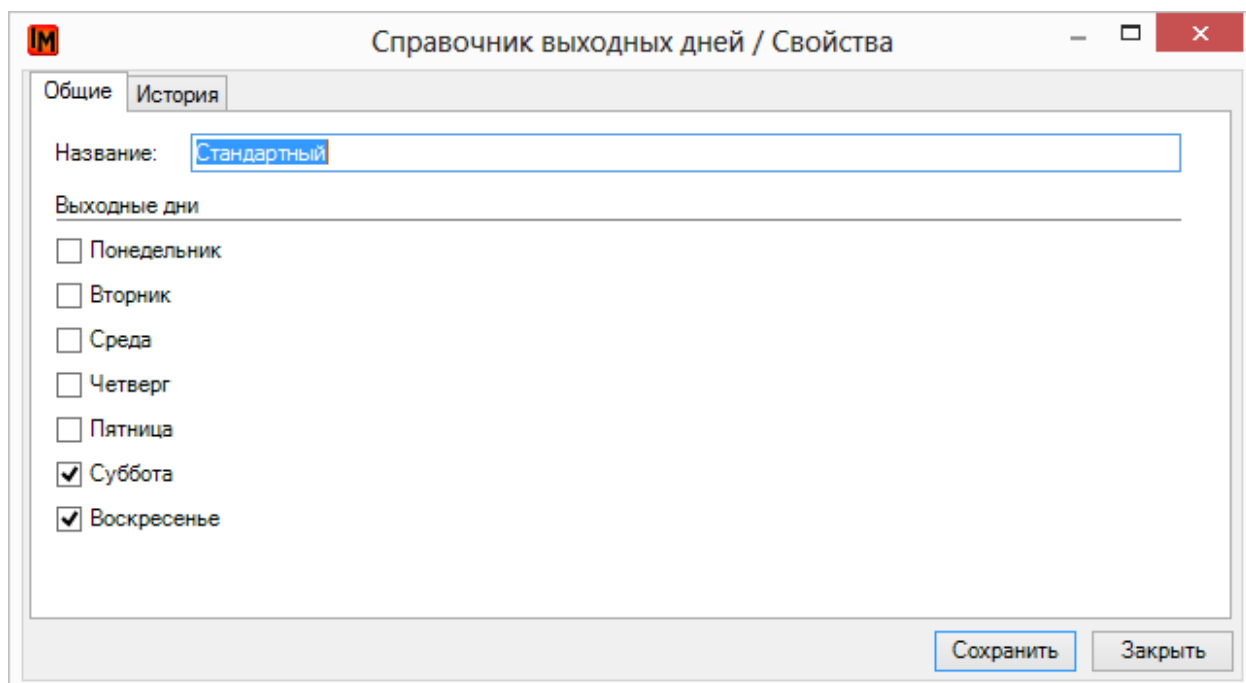 IM
Справочник выходных дней / Свойства
Общие
История
Название: Стандартный
Выходные дни
Понедельник
Вторник
Среда
Четверг
Пятница
Суббота
Воскресенье
Сохранить
Закрыть